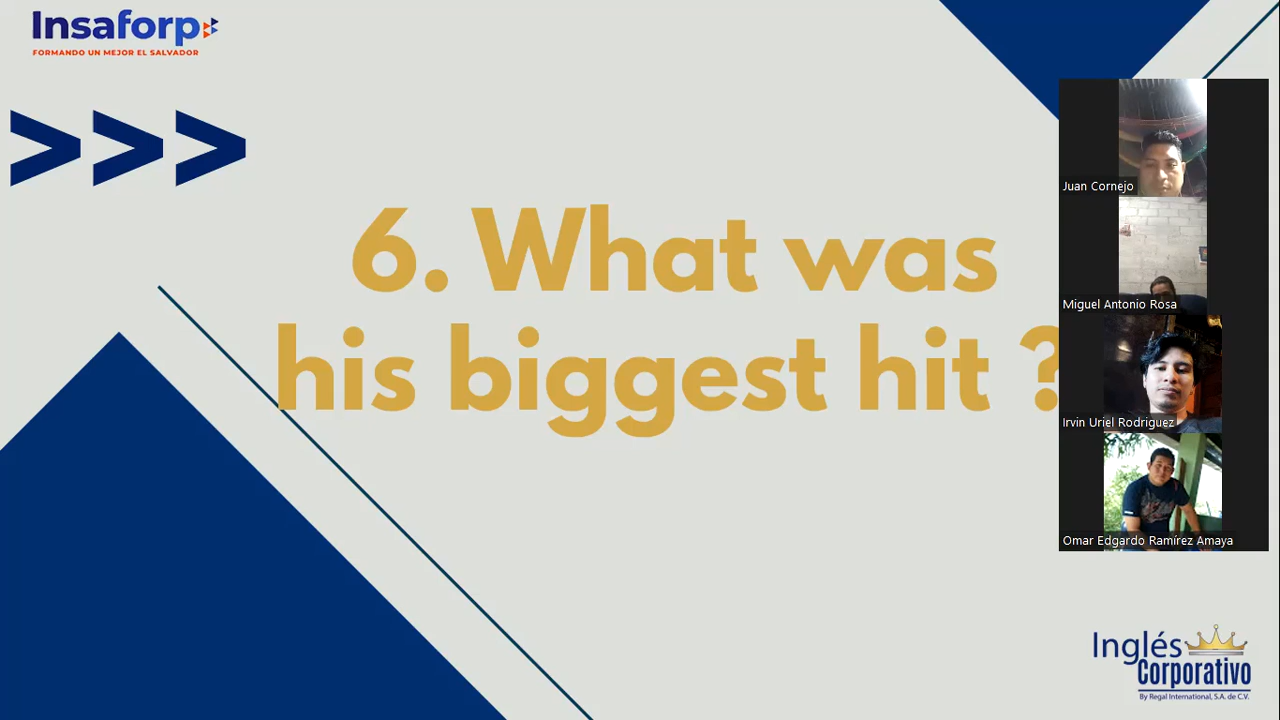 Insaforp
FORMANDO UN MEJOR EL SALVADOR
>>>
6. What was
his biggest hit ?
Juan Cornejo
Miguel Antonio Rosa
Irvin Uriel Rodriguez
Omar Edgardo Ramírez Amaya
Inglés
Corporativo
By Regal International, S.A. de C.V.